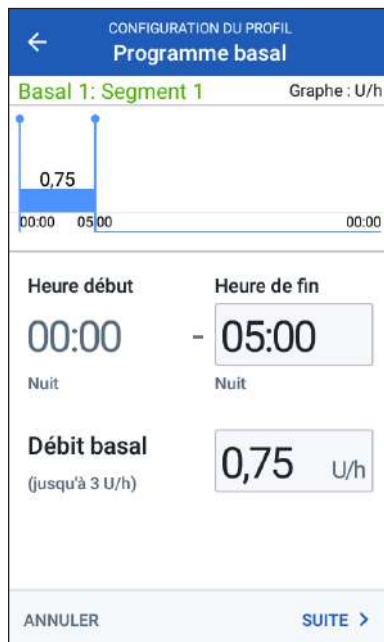 CONFIGURATION DU PROFIL
Programme basal
Basal 1: Segment 1 Graphe : U/h
0,75
00:00 05:00 00:00
Heure début Heure de fin
00:00 - 05:00
Nuit Nuit
Débit basal 0,75 U/h
(jusqu'à 3 U/h)
ANNULER SUITE >